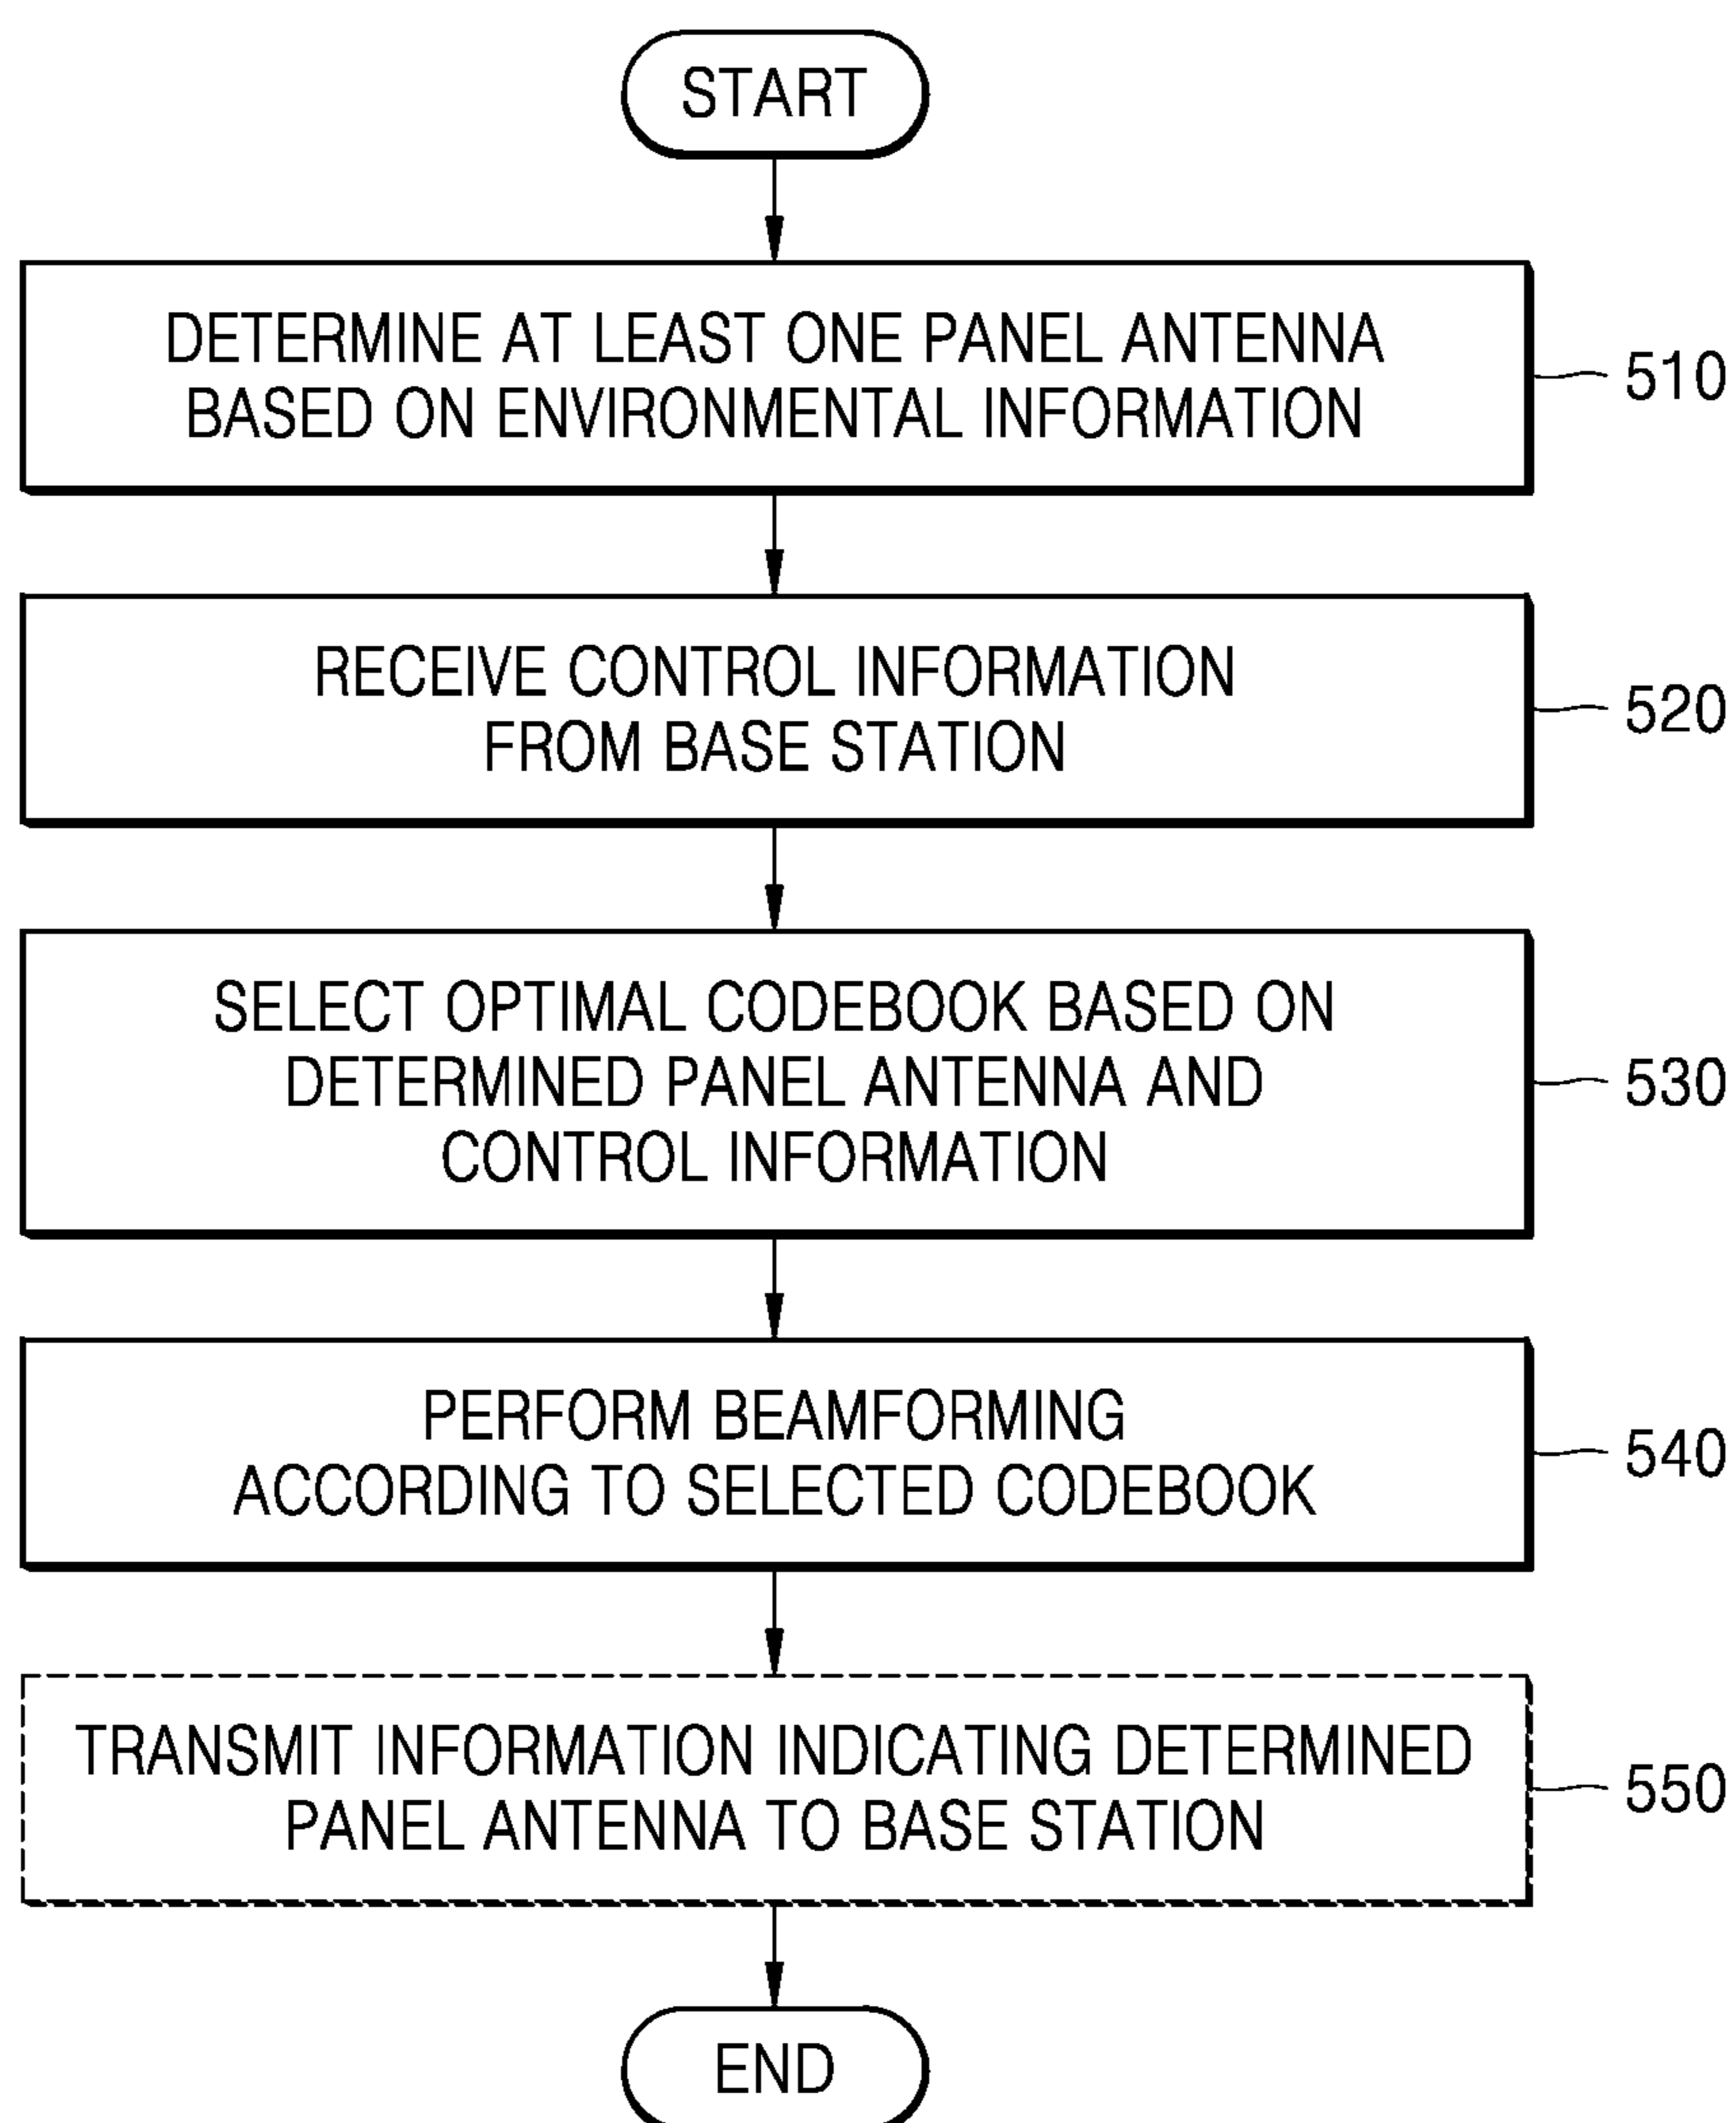 START
DETERMINE AT LEAST ONE PANEL ANTENNA
BASED ON ENVIRONMENTAL INFORMATION
510
RECEIVE CONTROL INFORMATION
FROM BASE STATION
520
SELECT OPTIMAL CODEBOOK BASED ON
DETERMINED PANEL ANTENNA AND
CONTROL INFORMATION
530
PERFORM BEAMFORMING
ACCORDING TO SELECTED CODEBOOK
540
TRANSMIT INFORMATION INDICATING DETERMINED
PANEL ANTENNA TO BASE STATION
550
END